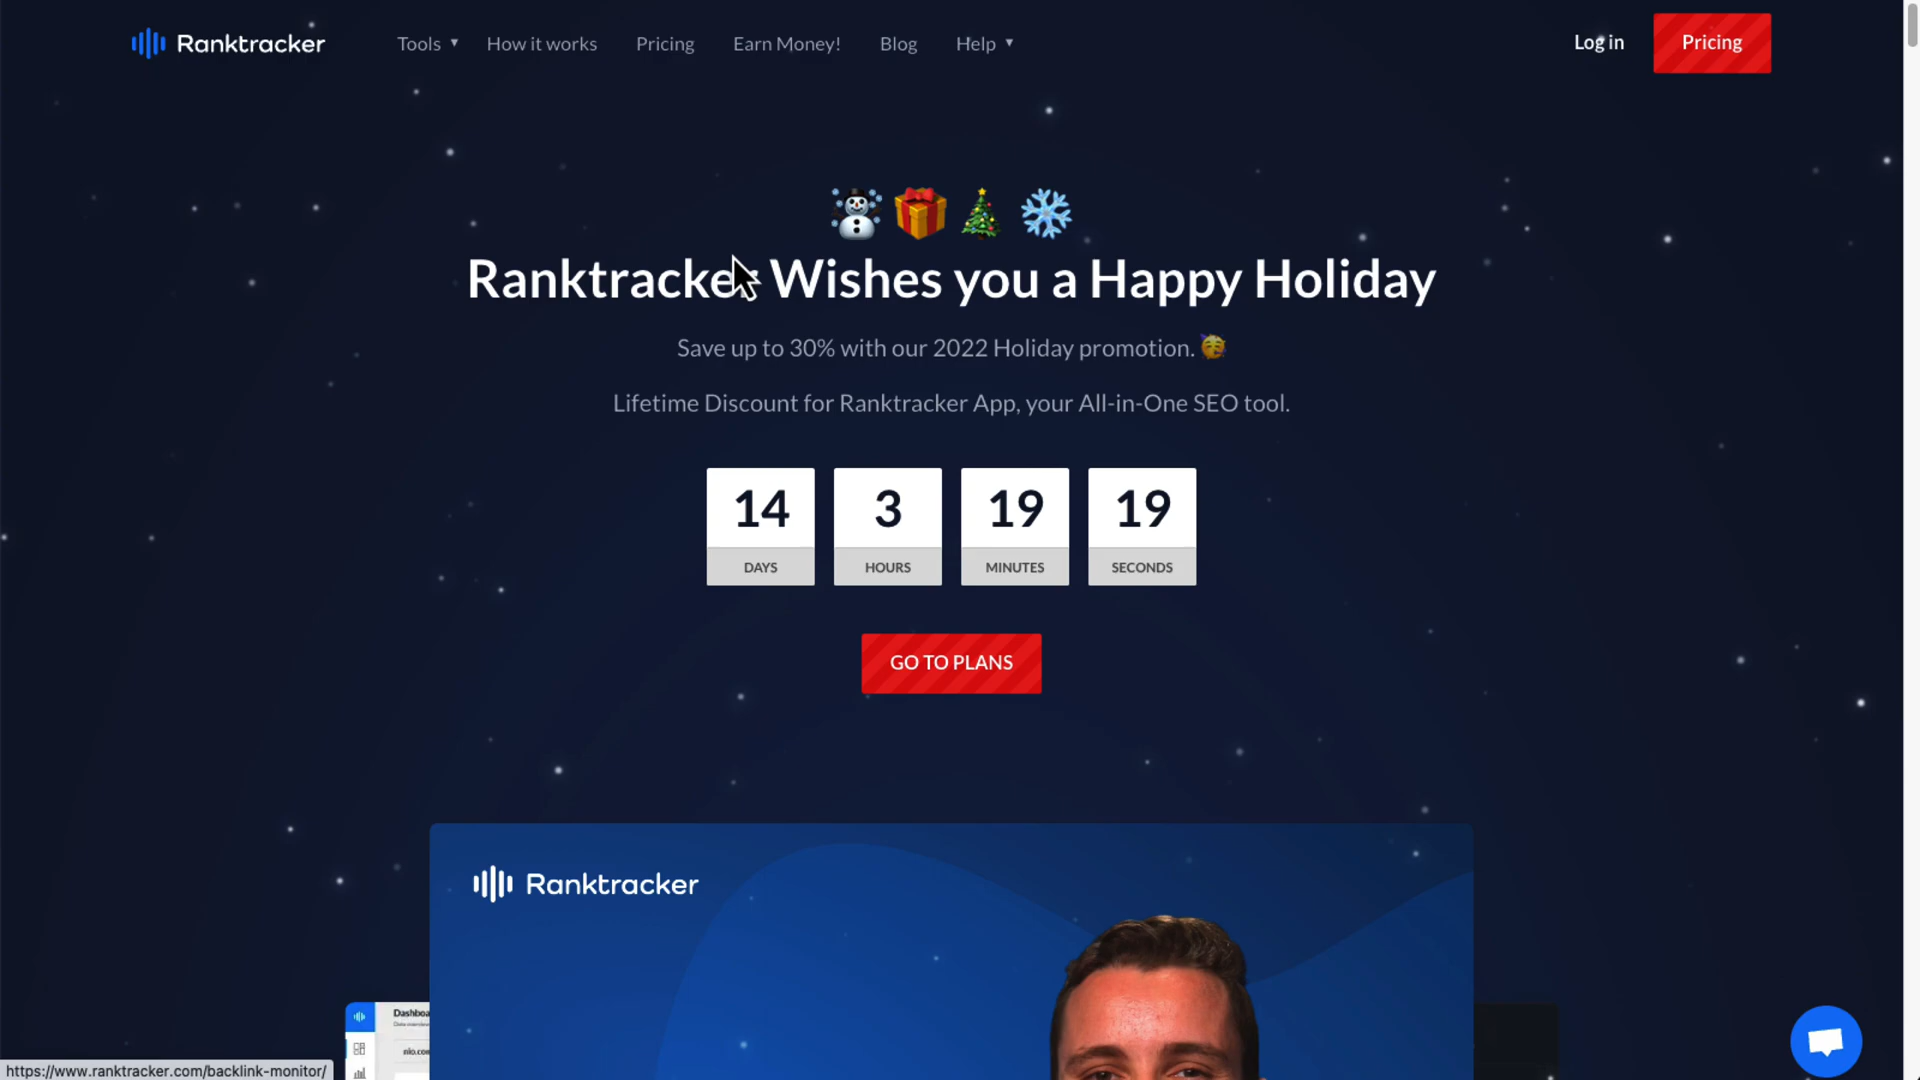 Ranktracker
Tools ▼ How it works Pricing Earn Money! Blog Help ▼
Log in
Pricing
Ranktracker Wishes you a Happy Holiday
Save up to 30% with our 2022 Holiday promotion.
Lifetime Discount for Ranktracker App, your All-in-One SEO tool.
14 3 19 19
DAYS HOURS MINUTES SECONDS
GO TO PLANS
Ranktracker
https://www.ranktracker.com/backlink-monitor/